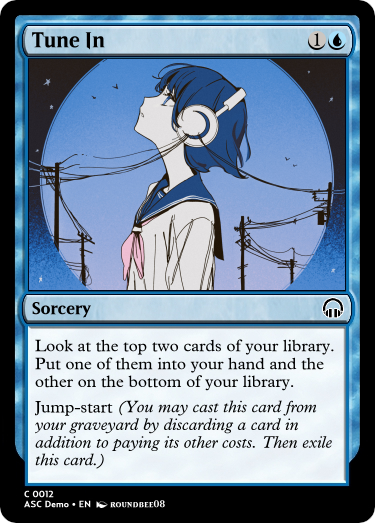 Tune In 1
Sorcery
Look at the top two cards of your library.
Put one of them into your hand and the
other on the bottom of your library.
Jump-start (You may cast this card from
your graveyard by discarding a card in
addition to paying its other costs. Then exile
this card.)
C 0012
ASC Demo • EN ROUNDBEE08